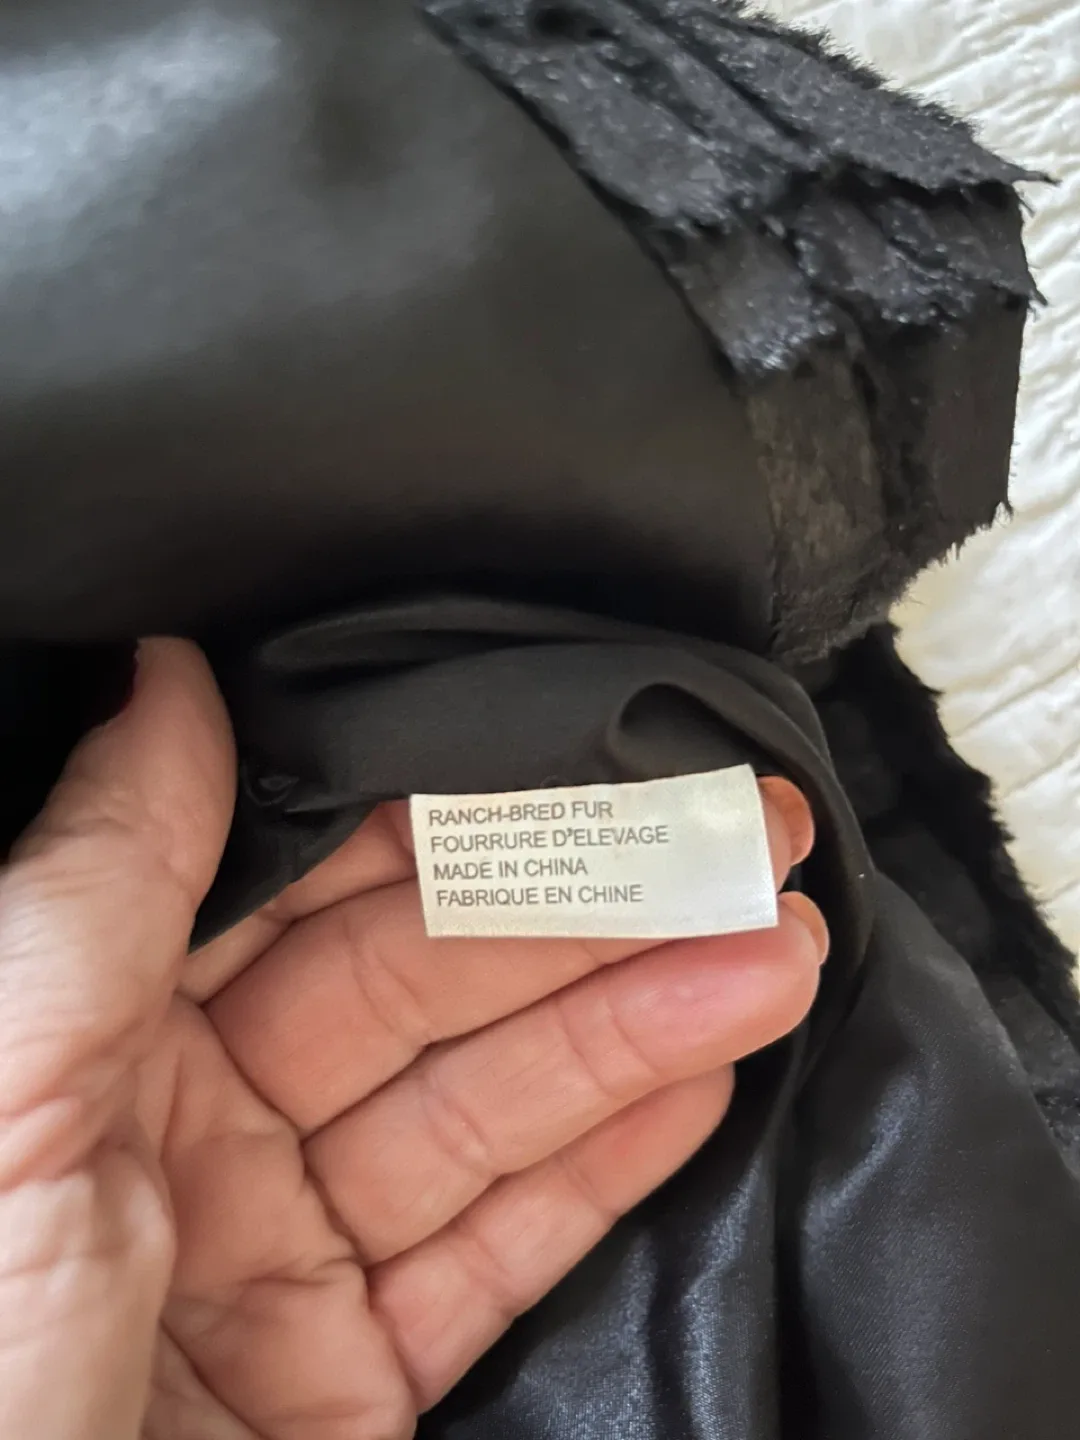 RANCH-BRED FUR
FOURRURE D'ELEVAGE
MADE IN CHINA
FABRIQUE EN CHINE